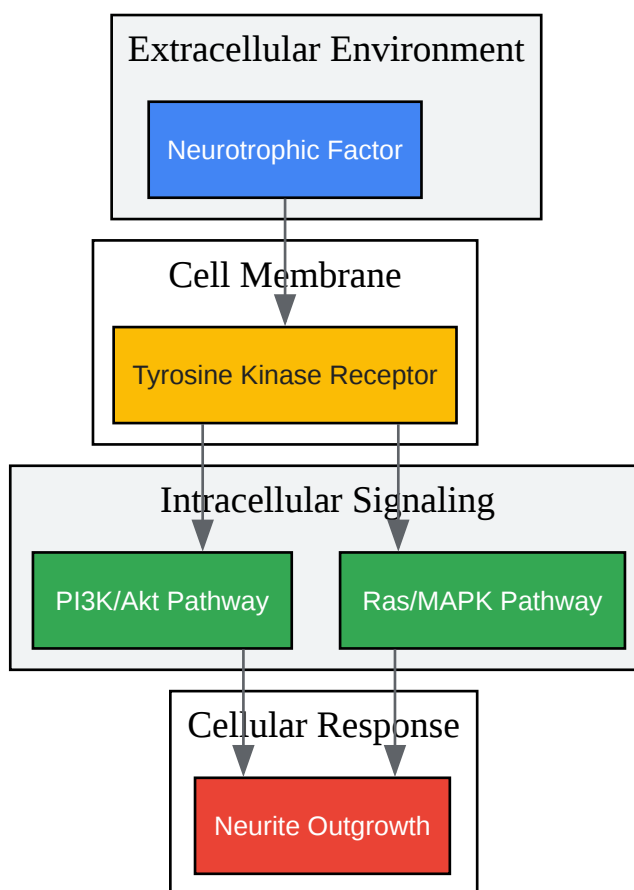 Extracellular Environment
Neurotrophic Factor
Cell Membrane
Tyrosine Kinase Receptor
Intracellular Signaling
PI3K/Akt Pathway
Ras/MAPK Pathway
Cellular Response
Neurite Outgrowth